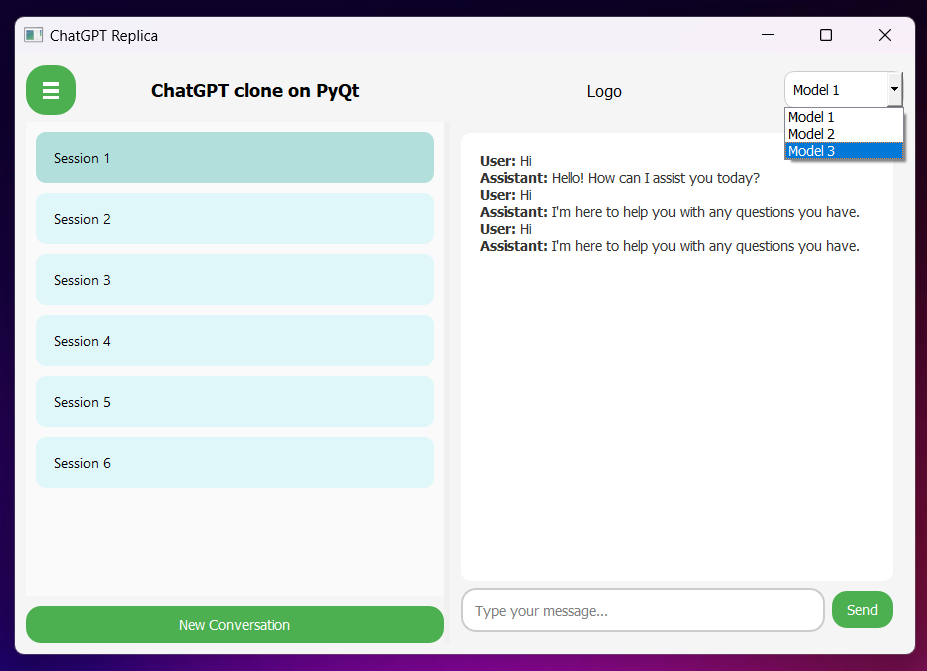 ChatGPT Replica
ChatGPT clone on PyQt
Logo
Model 1
Model 1
Model 2
Model 3
Session 1
Session 2
Session 3
Session 4
Session 5
Session 6
New Conversation
User: Hi
Assistant: Hello! How can I assist you today?
User: Hi
Assistant: I'm here to help you with any questions you have.
User: Hi
Assistant: I'm here to help you with any questions you have.
Type your message...
Send